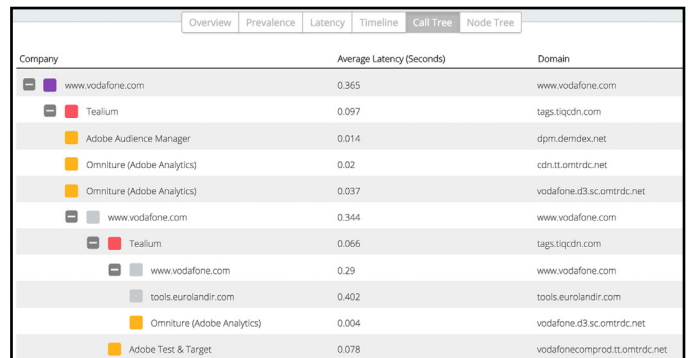 Overview Prevalence Latency Timeline Call Tree Node Tree
Company Average Latency (Seconds) Domain
www.vodafone.com 0.365 www.vodafone.com
Tealium 0.097 tags.tiqcdn.com
Adobe Audience Manager 0.014 dpm.demdex.net
Omniture (Adobe Analytics) 0.02 cdn.tt.omtrdc.net
Omniture (Adobe Analytics) 0.037 vodafone.d3.sc.omtrdc.net
www.vodafone.com 0.344 www.vodafone.com
Tealium 0.066 tags.tiqcdn.com
www.vodafone.com 0.29 www.vodafone.com
tools.eurolandir.com 0.402 tools.eurolandir.com
Omniture (Adobe Analytics) 0.004 vodafone.d3.sc.omtrdc.net
Adobe Test & Target 0.078 vodafonecomprod.tt.omtrdc.net